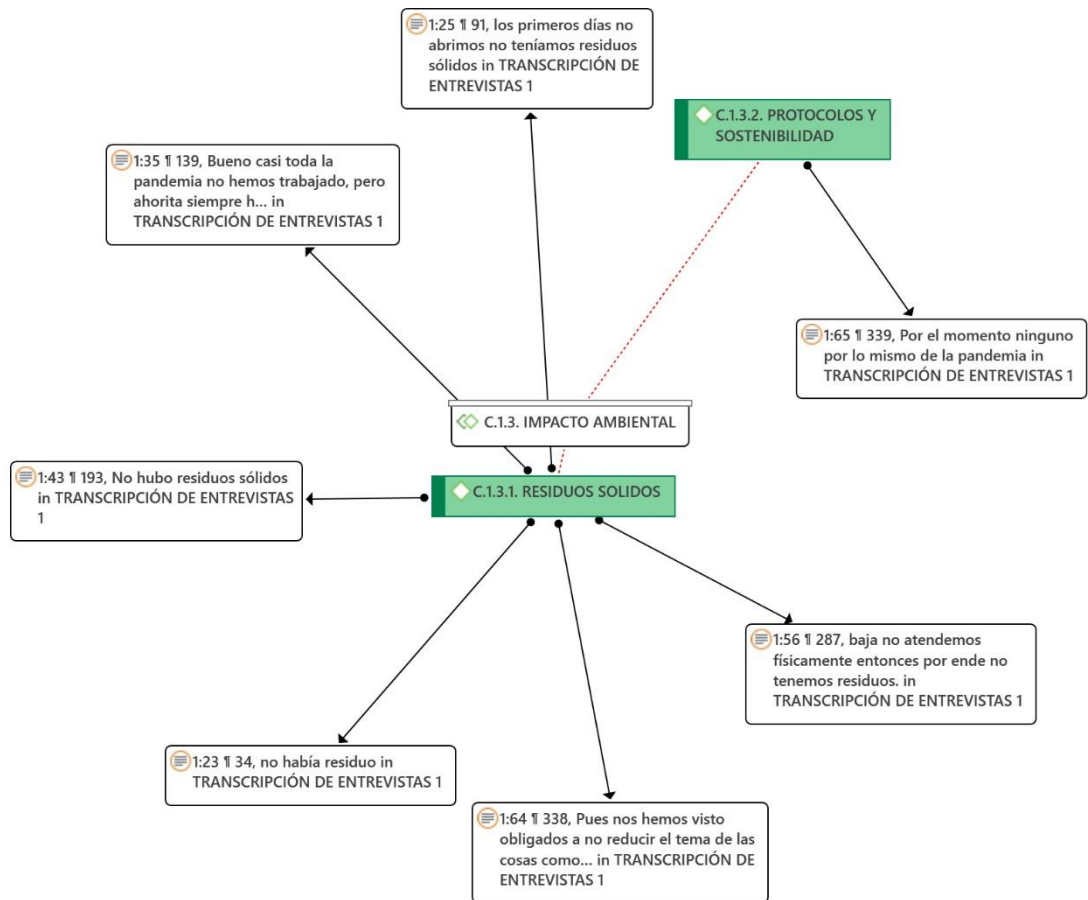 1:25 ¶ 91, los primeros días no
abrimos no teníamos residuos
sólidos in TRANSCRIPCIÓN DE
ENTREVISTAS 1
C.1.3.2. PROTOCOLOS Y
SOSTENIBILIDAD
1:35 ¶ 139, Bueno casi toda la
pandemia no hemos trabajado, pero
ahorita siempre h... in
TRANSCRIPCIÓN DE ENTREVISTAS 1
1:65 ¶ 339, Por el momento ninguno
por lo mismo de la pandemia in
TRANSCRIPCIÓN DE ENTREVISTAS 1
C.1.3. IMPACTO AMBIENTAL
1:43 ¶ 193, No hubo residuos sólidos
in TRANSCRIPCIÓN DE ENTREVISTAS
1
C.1.3.1. RESIDUOS SOLIDOS
1:56 ¶ 287, baja no atendemos
físicamente entonces por ende no
tenemos residuos. in
TRANSCRIPCIÓN DE ENTREVISTAS 1
1:23 ¶ 34, no había residuo in
TRANSCRIPCIÓN DE ENTREVISTAS 1
1:64 ¶ 338, Pues nos hemos visto
obligados a no reducir el tema de las
cosas como... in TRANSCRIPCIÓN DE
ENTREVISTAS 1